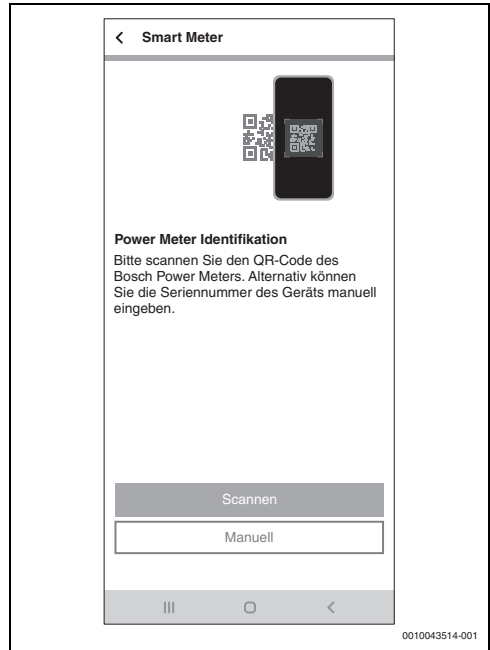 Smart Meter
Power Meter Identifikation
Bitte scannen Sie den QR-Code des
Bosch Power Meters. Alternativ können
Sie die Seriennummer des Geräts manuell
eingeben.
Scannen
Manuell
0010043514-001